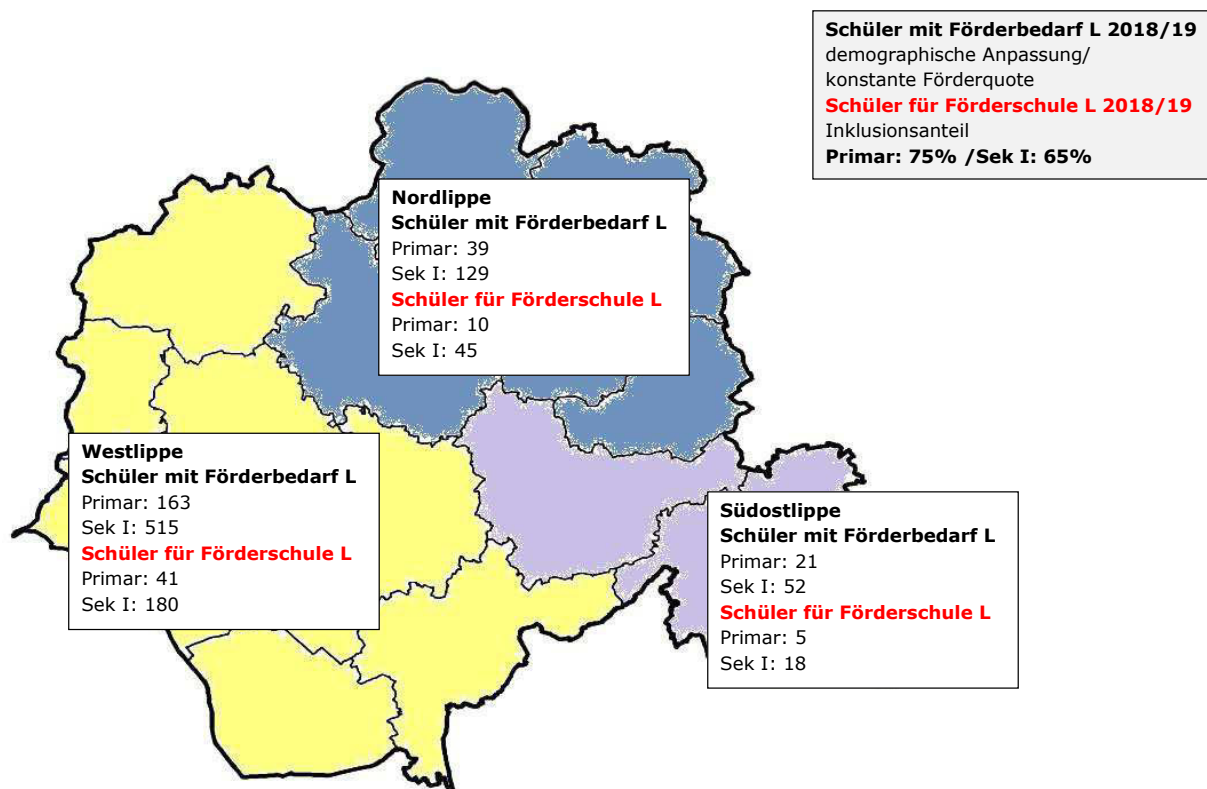 Schüler mit Förderbedarf L 2018/19
demographische Anpassung/
konstante Förderquote
Schüler für Förderschule L 2018/19
Inklusionsanteil
Primar: 75% /Sek I: 65%
Nordlippe
Schüler mit Förderbedarf L
Primar: 39
Sek I: 129
Schüler für Förderschule L
Primar: 10
Sek I: 45
Westlippe
Schüler mit Förderbedarf L
Primar: 163
Sek I: 515
Schüler für Förderschule L
Primar: 41
Sek I: 180
Südostlippe
Schüler mit Förderbedarf L
Primar: 21
Sek I: 52
Schüler für Förderschule L
Primar: 5
Sek I: 18